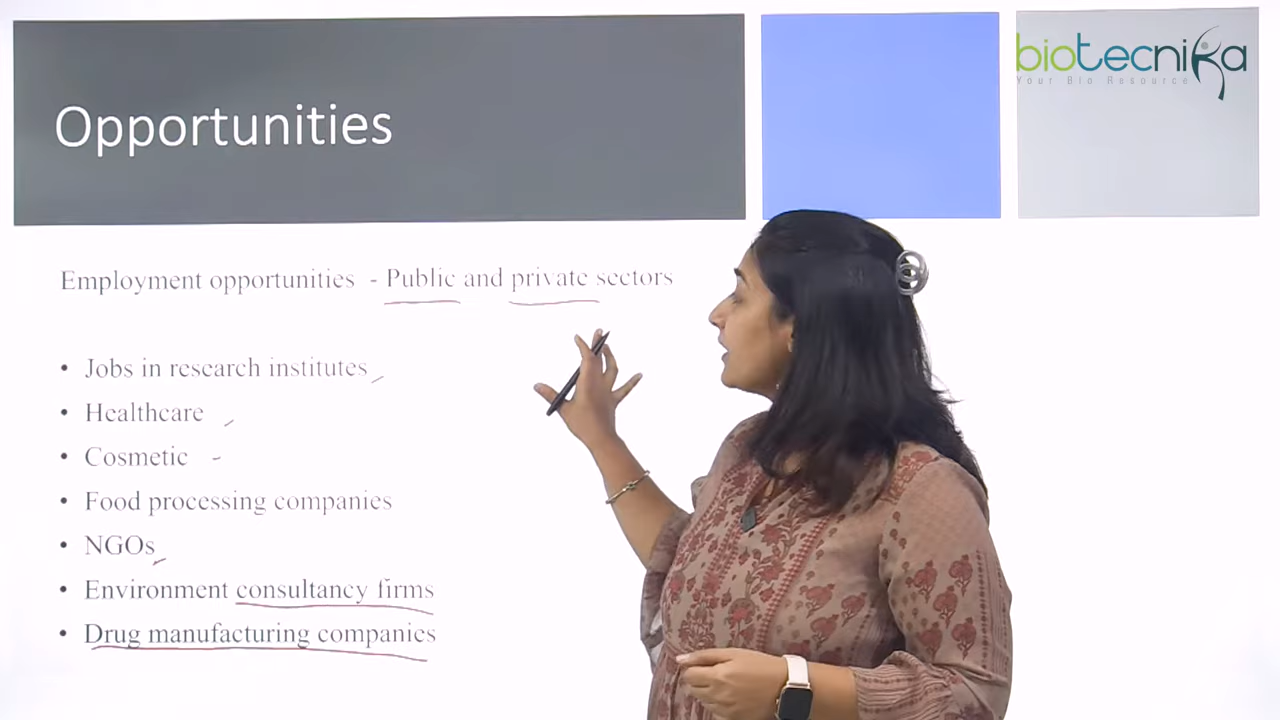 Opportunities
biotecnika
Your Bio Resource
Employment opportunities - Public and private sectors
• Jobs in research institutes
• Healthcare
• Cosmetic
• Food processing companies
• NGOs
• Environment consultancy firms
• Drug manufacturing companies